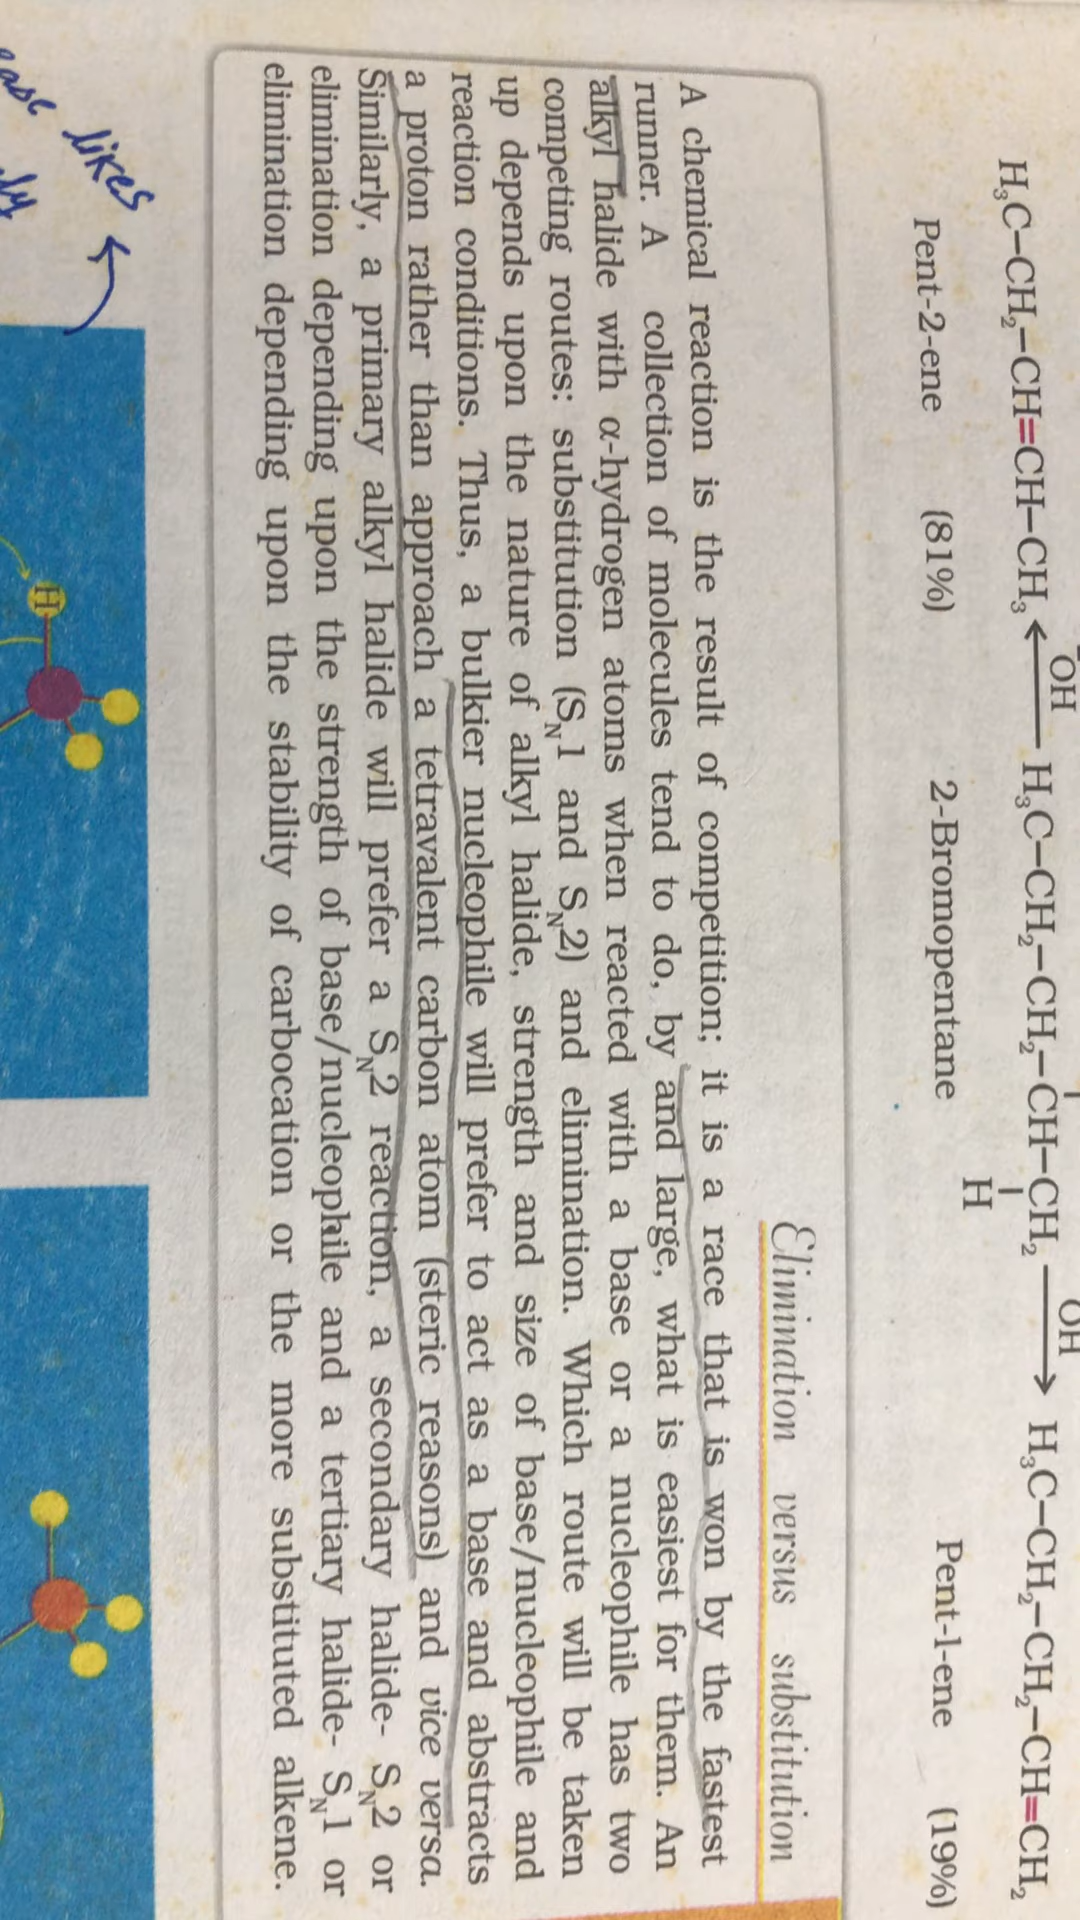 OH OH
H₃C–CH₂–CH=CH–CH₃ ⟵ H₃C–CH₂–CH₂–CH–CH₂ ⟶ H₃C–CH₂–CH₂–CH=CH₂
H
Pent-2-ene (81%) 2-Bromopentane Pent-1-ene (19%)
Elimination versus substitution
A chemical reaction is the result of competition; it is a race that is won by the fastest
runner. A collection of molecules tend to do, by and large, what is easiest for them. An
alkyl halide with α-hydrogen atoms when reacted with a base or a nucleophile has two
competing routes: substitution (S_N1 and S_N2) and elimination. Which route will be taken
up depends upon the nature of alkyl halide, strength and size of base/nucleophile and
reaction conditions. Thus, a bulkier nucleophile will prefer to act as a base and abstracts
a proton rather than approach a tetravalent carbon atom (steric reasons) and vice versa.
Similarly, a primary alkyl halide will prefer a S_N2 reaction, a secondary halide- S_N2 or
elimination depending upon the strength of base/nucleophile and a tertiary halide- S_N1 or
elimination depending upon the stability of carbocation or the more substituted alkene.
likes
H